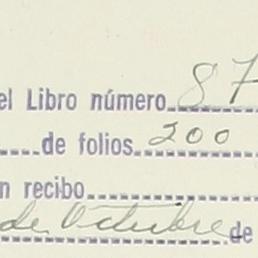 el Libro número 87
de folios 200
n recibo
de Octubre de